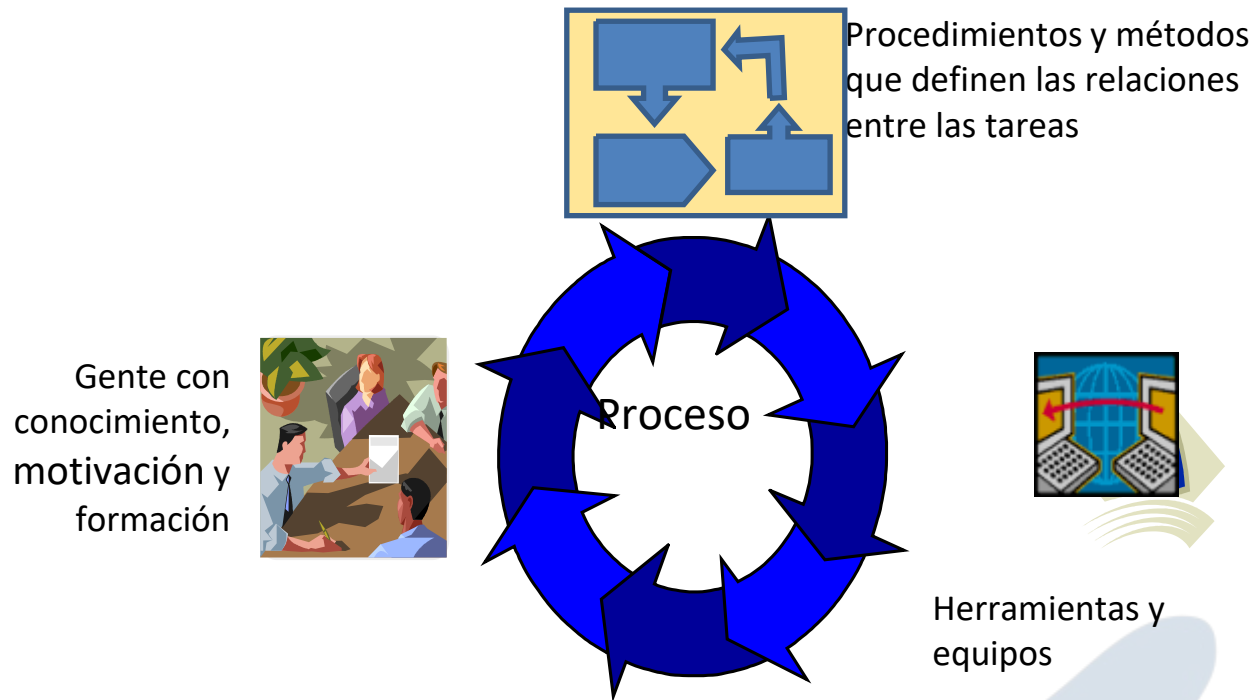 Procedimientos y métodos
que definen las relaciones
entre las tareas
Gente con
conocimiento,
motivación y
formación
Proceso
Herramientas y
equipos